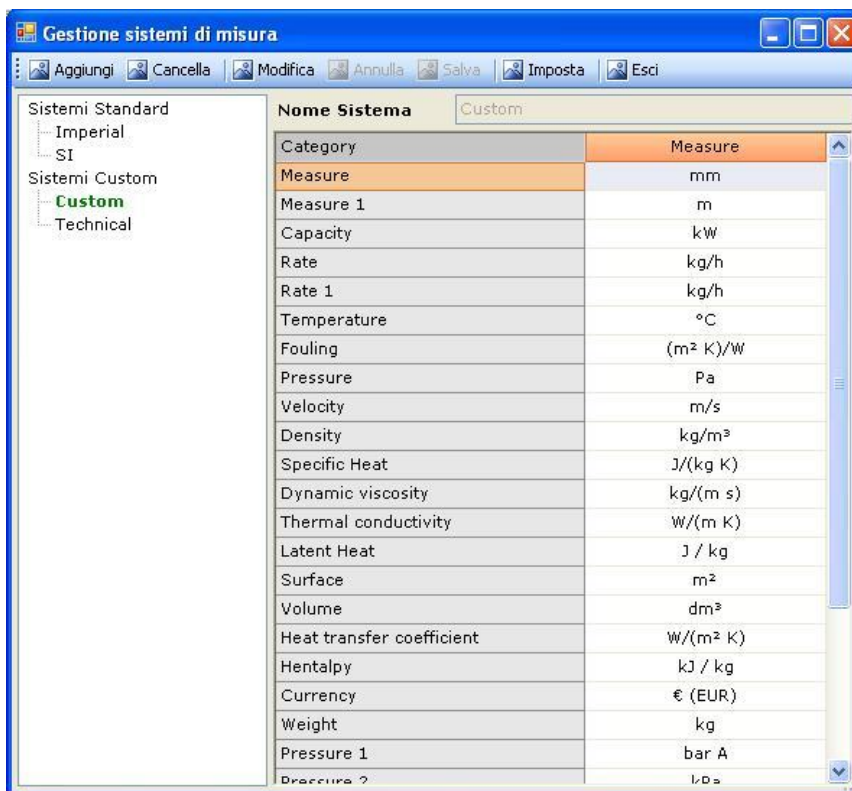 Gestione sistemi di misura
Aggiungi Cancella Modifica Annulla Salva Imposta Esci
Sistemi Standard
Imperial
SI
Sistemi Custom
Custom
Technical
Nome Sistema Custom
Category Measure
Measure mm
Measure 1 m
Capacity kW
Rate kg/h
Rate 1 kg/h
Temperature °C
Fouling (m² K)/W
Pressure Pa
Velocity m/s
Density kg/m³
Specific Heat J/(kg K)
Dynamic viscosity kg/(m s)
Thermal conductivity W/(m K)
Latent Heat J / kg
Surface m²
Volume dm³
Heat transfer coefficient W/(m² K)
Hentalpy kJ / kg
Currency € (EUR)
Weight kg
Pressure 1 bar A
Pressure 2 kPa